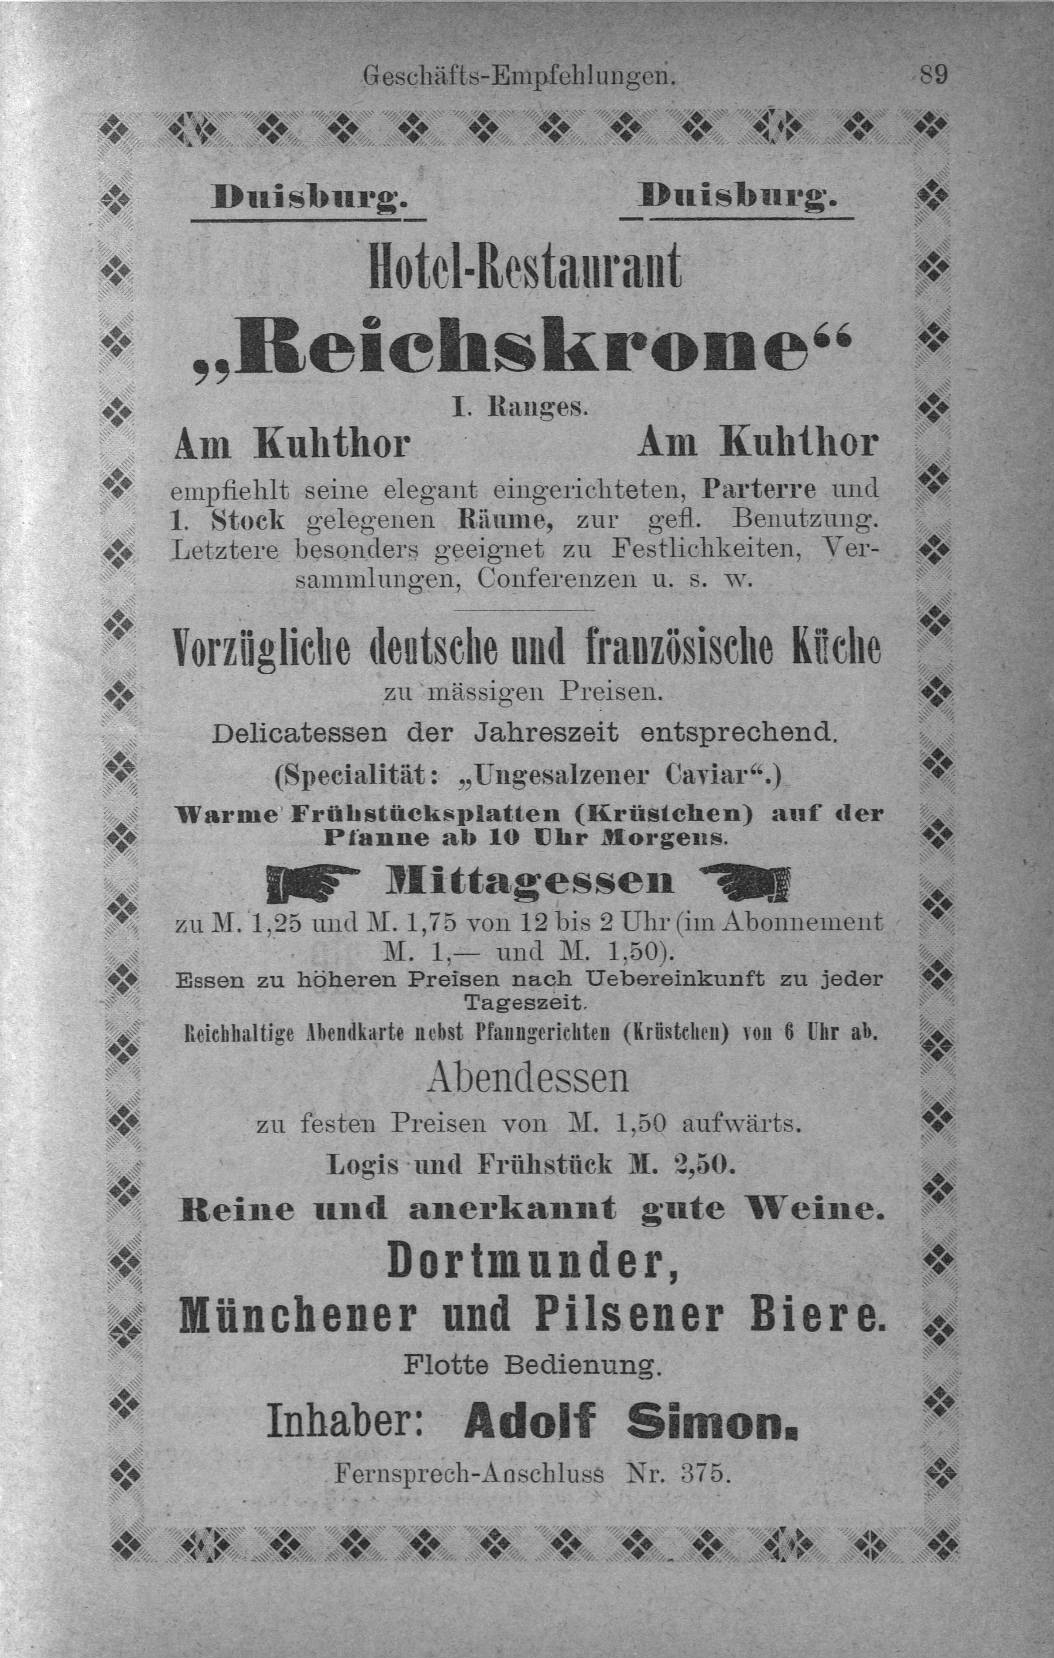 Geschäfts-Empfehlungen. 89
Duisburg. Duisburg.
Hotel-Restaurant
„Reichskrone“
I. Ranges.
Am Kuhthor Am Kuhthor
empfiehlt seine elegant eingerichteten, Parterre und
1. Stock gelegenen Räume, zur gefl. Benutzung.
Letztere besonders geeignet zu Festlichkeiten, Ver-
sammlungen, Conferenzen u. s. w.
Vorzügliche deutsche und französische Küche
zu mässigen Preisen.
Delicatessen der Jahreszeit entsprechend.
(Specialität: „Ungesalzener Caviar“.)
Warme Frühstücksplatten (Krüstchen) auf der
Pfanne ab 10 Uhr Morgens.
Mittagessen
zu M. 1,25 und M. 1,75 von 12 bis 2 Uhr (im Abonnement
M. 1,— und M. 1,50).
Essen zu höheren Preisen nach Uebereinkunft zu jeder
Tageszeit.
Reichhaltige Abendkarte nebst Pfanngerichten (Krüstchen) von 6 Uhr ab.
Abendessen
zu festen Preisen von M. 1,50 aufwärts.
Logis und Frühstück M. 2,50.
Reine und anerkannt gute Weine.
Dortmunder,
Münchener und Pilsener Biere.
Flotte Bedienung.
Inhaber: Adolf Simon.
Fernsprech-Anschluss Nr. 375.